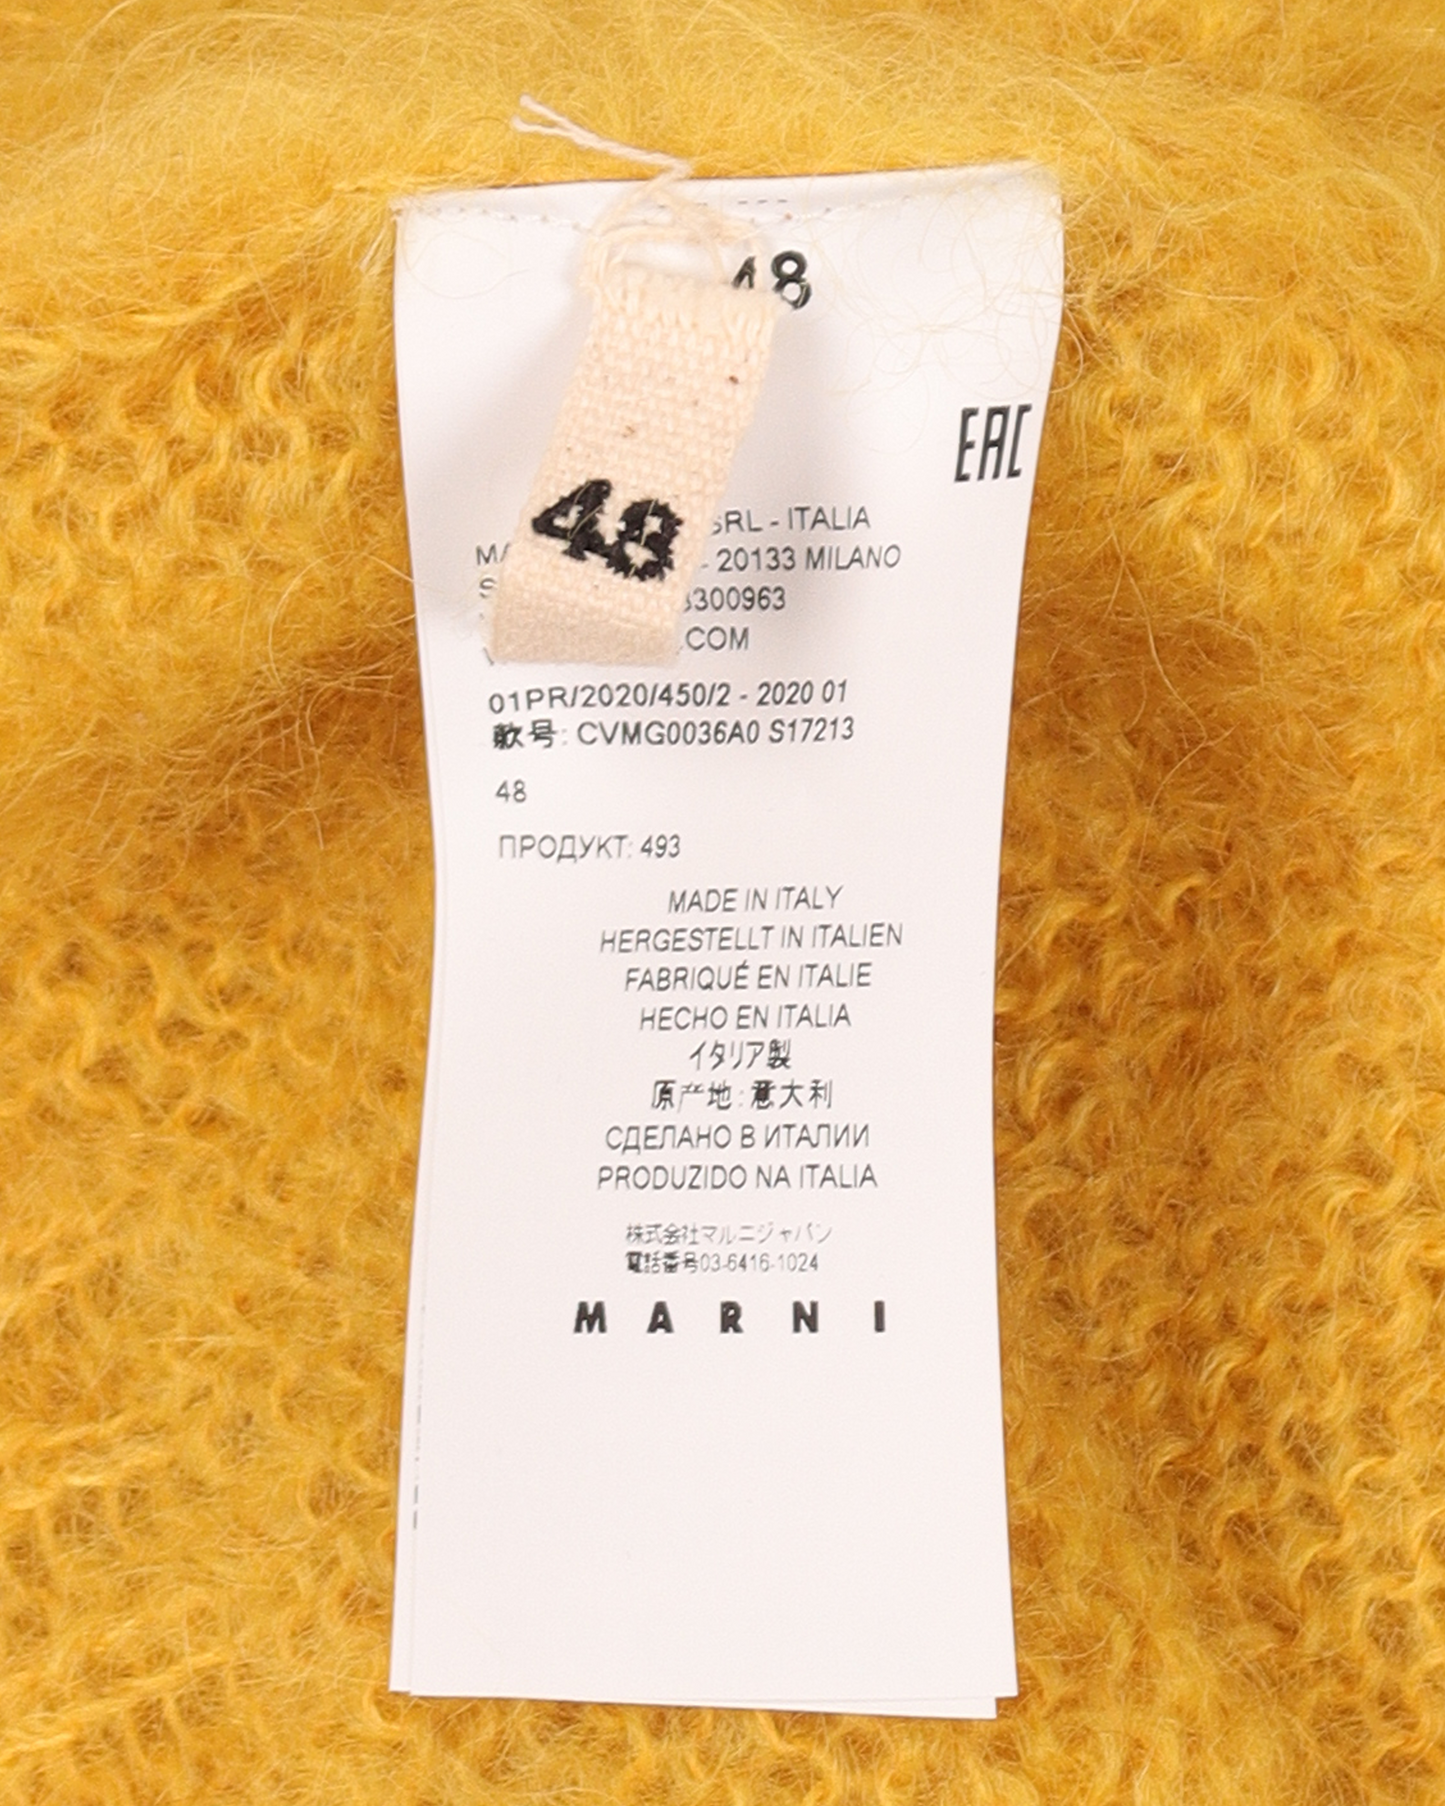 48
EAC
48
SRL - ITALIA
20133 MILANO
01PR/2020/450/2 - 2020 01
款号: CVMG0036A0 S17213
48
ПРОДУКТ: 493
MADE IN ITALY
HERGESTELLT IN ITALIEN
FABRIQUÉ EN ITALIE
HECHO EN ITALIA
イタリア製
原产地:意大利
СДЕЛАНО В ИТАЛИИ
PRODUZIDO NA ITALIA
株式会社マルニジャパン
電話番号03-6416-1024
MARNI